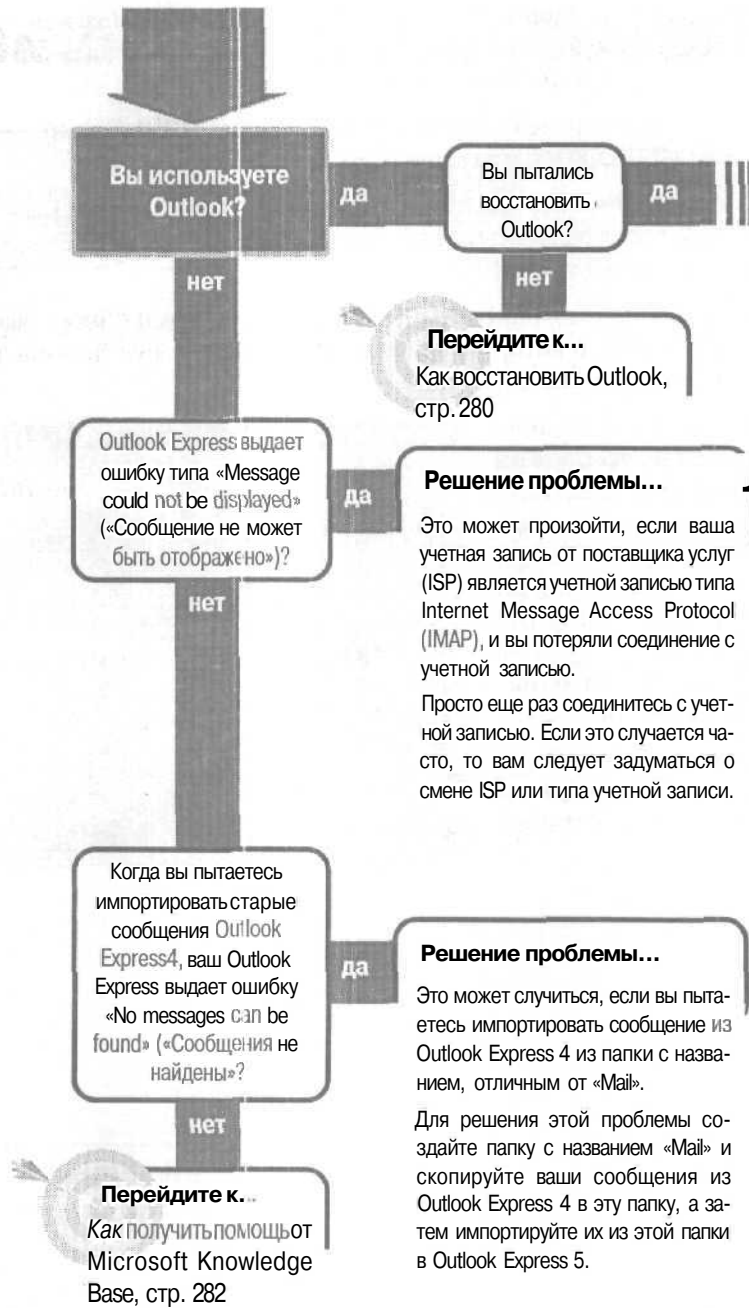 Вы используете
Outlook?
да
Вы пытались
восстановить
Outlook?
да
нет
нет
Перейдите к...
Как восстановить Outlook,
стр. 280
Outlook Express выдает
ошибку типа «Message
could not be displayed»
(«Сообщение не может
быть отображено»)?
да
Решение проблемы...
Это может произойти, если ваша
учетная запись от поставщика услуг
(ISP) является учетной записью типа
Internet Message Access Protocol
(IMAP), и вы потеряли соединение с
учетной записью.
Просто еще раз соединитесь с учет-
ной записью. Если это случается ча-
сто, то вам следует задуматься о
смене ISP или типа учетной записи.
нет
Когда вы пытаетесь
импортировать старые
сообщения Outlook
Express4, ваш Outlook
Express выдает ошибку
«No messages can be
found» («Сообщения не
найдены»?
да
Решение проблемы...
Это может случиться, если вы пыта-
етесь импортировать сообщение из
Outlook Express 4 из папки с назва-
нием, отличным от «Mail».
Для решения этой проблемы со-
здайте папку с названием «Mail» и
скопируйте ваши сообщения из
Outlook Express 4 в эту папку, а за-
тем импортируйте их из этой папки
в Outlook Express 5.
нет
Перейдите к...
Как получить помощь от
Microsoft Knowledge
Base, стр. 282